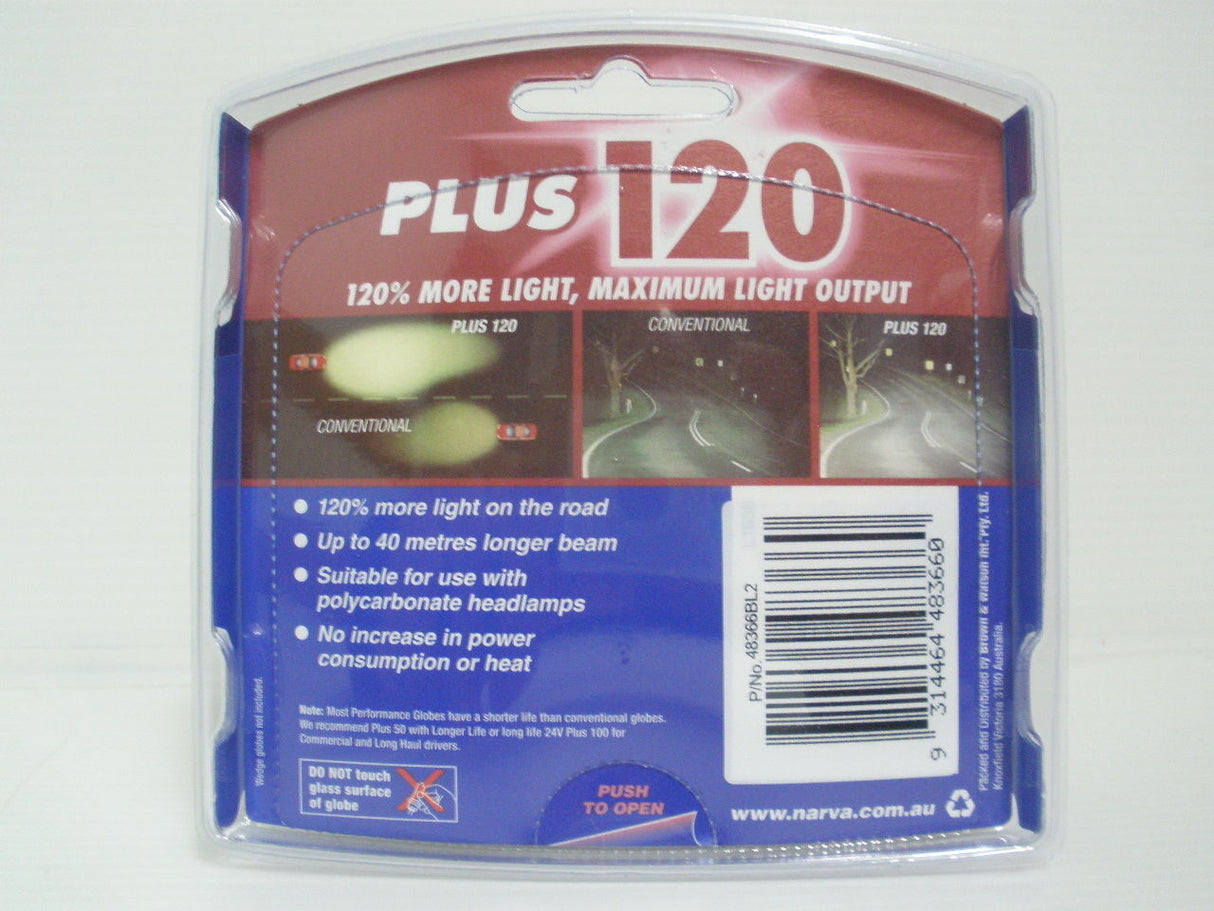 PLUS 120
120% MORE LIGHT, MAXIMUM LIGHT OUTPUT
PLUS 120
CONVENTIONAL
CONVENTIONAL
PLUS 120
● 120% more light on the road
● Up to 40 metres longer beam
● Suitable for use with
polycarbonate headlamps
● No increase in power
consumption or heat
Note: Most Performance Globes have a shorter life than conventional globes.
We recommend Plus 50 with Longer Life or long life 24V Plus 100 for
Commercial and Long Haul drivers.
Wedge globes not included.
DO NOT touch
glass surface
of globe
PUSH
TO OPEN
P/No.48366BL2
9 314464 483660
www.narva.com.au
Packed and Distributed by Brown & Watson Int. Pty. Ltd.
Knoxfield Victoria 3180 Australia.